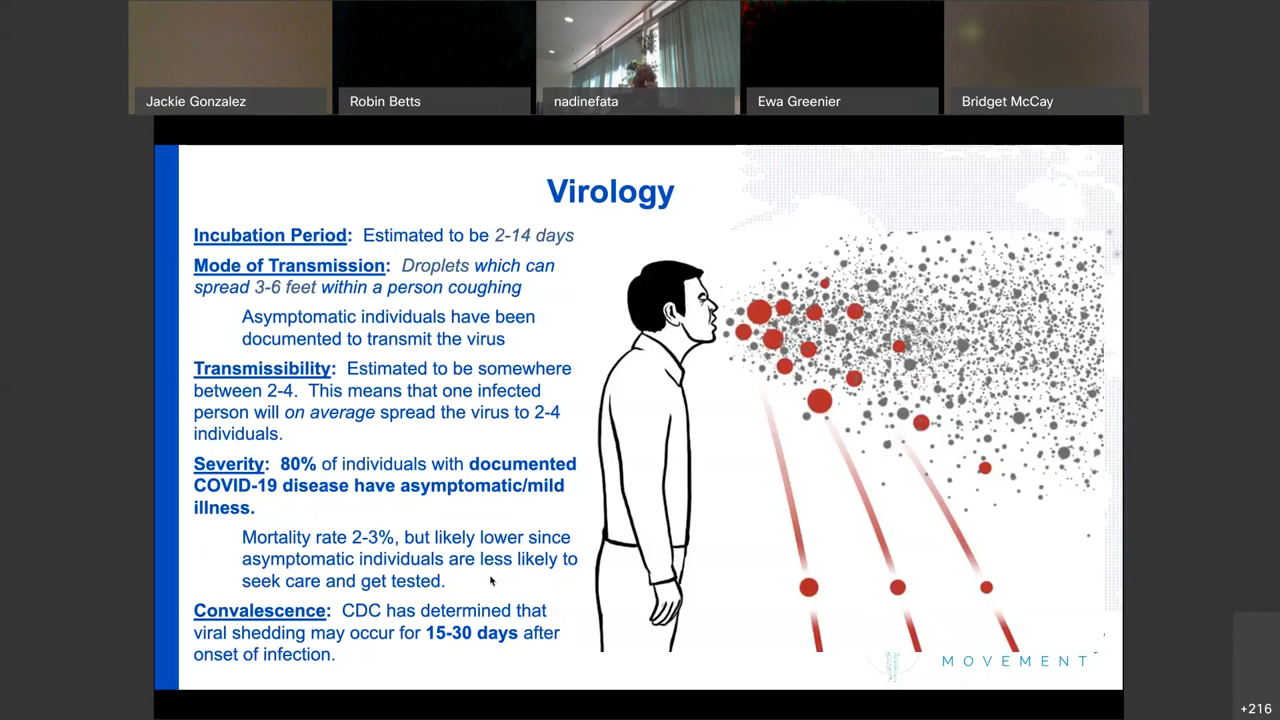 Jackie Gonzalez
Robin Betts
nadinefata
Ewa Greenier
Bridget McCay
Virology
Incubation Period: Estimated to be 2-14 days
Mode of Transmission: Droplets which can
spread 3-6 feet within a person coughing
Asymptomatic individuals have been
documented to transmit the virus
Transmissibility: Estimated to be somewhere
between 2-4. This means that one infected
person will on average spread the virus to 2-4
individuals.
Severity: 80% of individuals with documented
COVID-19 disease have asymptomatic/mild
illness.
Mortality rate 2-3%, but likely lower since
asymptomatic individuals are less likely to
seek care and get tested.
Convalescence: CDC has determined that
viral shedding may occur for 15-30 days after
onset of infection.
MOVEMENT
+216